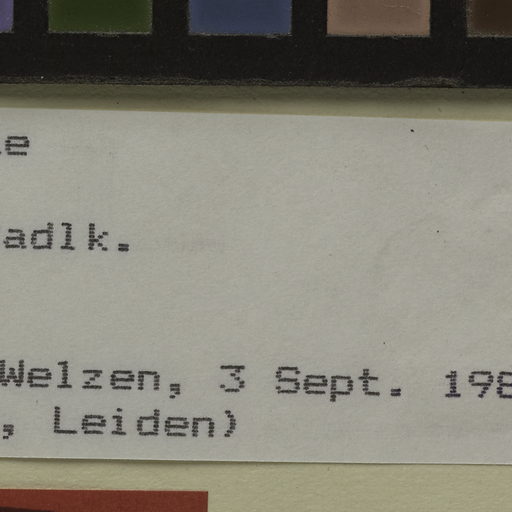 e
adlk.
Welzen, 3 Sept. 198
, Leiden)